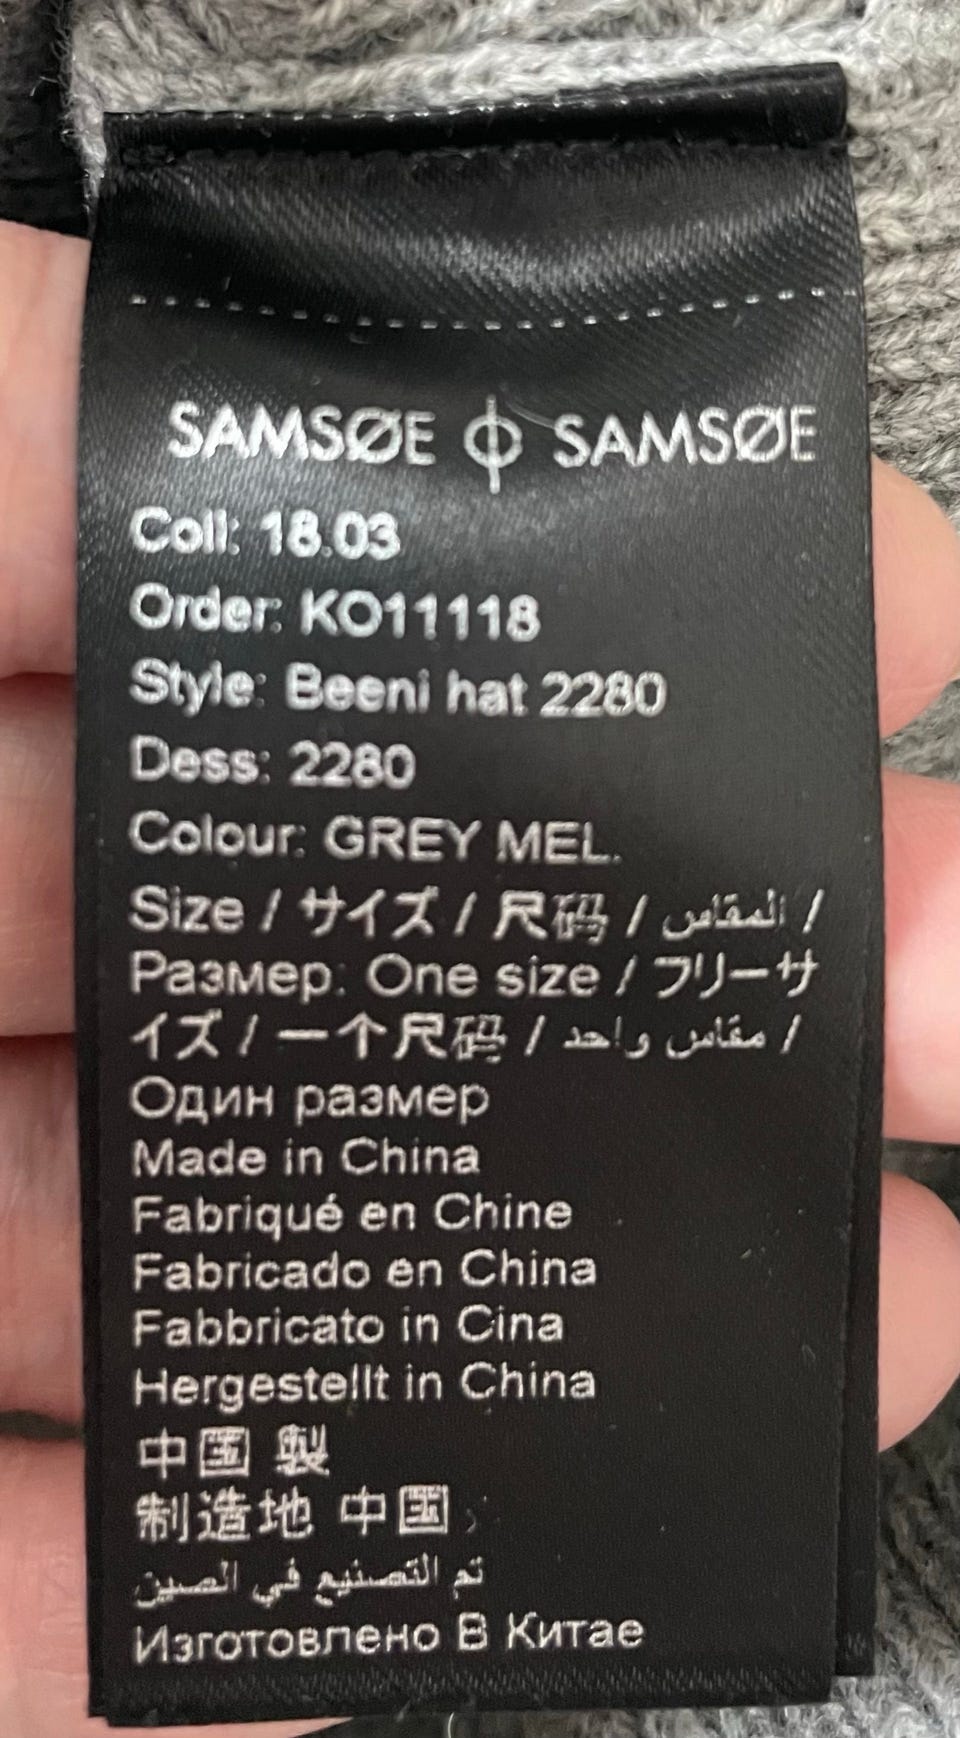 SAMSØE ϕ SAMSØE
Coll: 18.03
Order: KO11118
Style: Beeni hat 2280
Dess: 2280
Colour: GREY MEL.
Size / サイズ / 尺码 / المقاس /
Размер: One size / フリーサ
イズ / 一个尺码 / مقاس واحد /
Один размер
Made in China
Fabriqué en Chine
Fabricado en China
Fabbricato in Cina
Hergestellt in China
中国 製
制造地 中国
تم التصنيع في الصين
Изготовлено В Китае